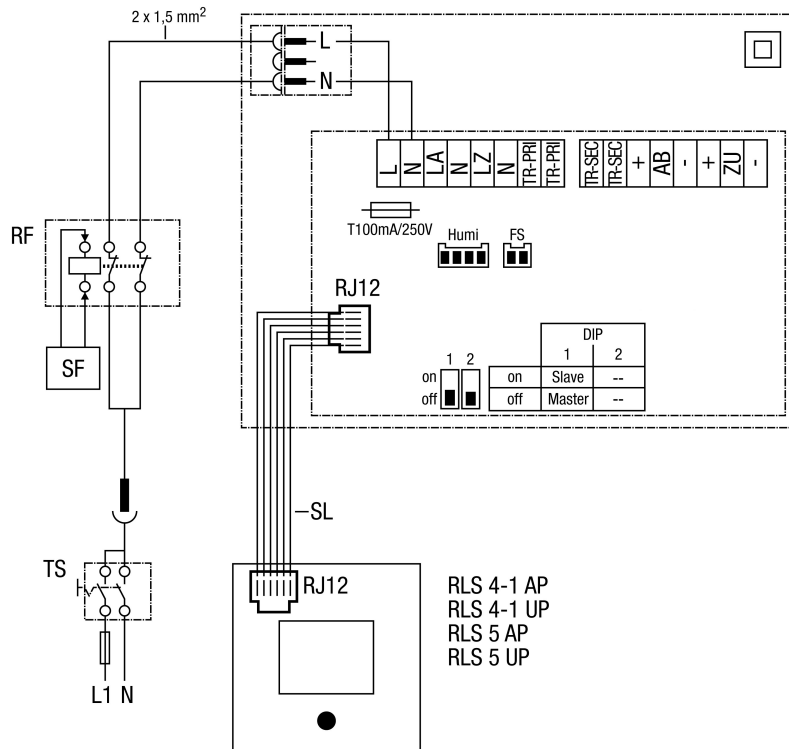 2 x 1,5 mm²
L
N
L
N
LA
N
LZ
N
TR-PRI
TR-PRI
TR-SEC
TR-SEC
+
AB
-
+
ZU
-
T100mA/250V
Humi
FS
RF
RJ12
SF
DIP
1 2
1 2
on
on Slave --
off
off Master --
SL
TS
RJ12
RLS 4-1 AP
RLS 4-1 UP
RLS 5 AP
RLS 5 UP
L1 N